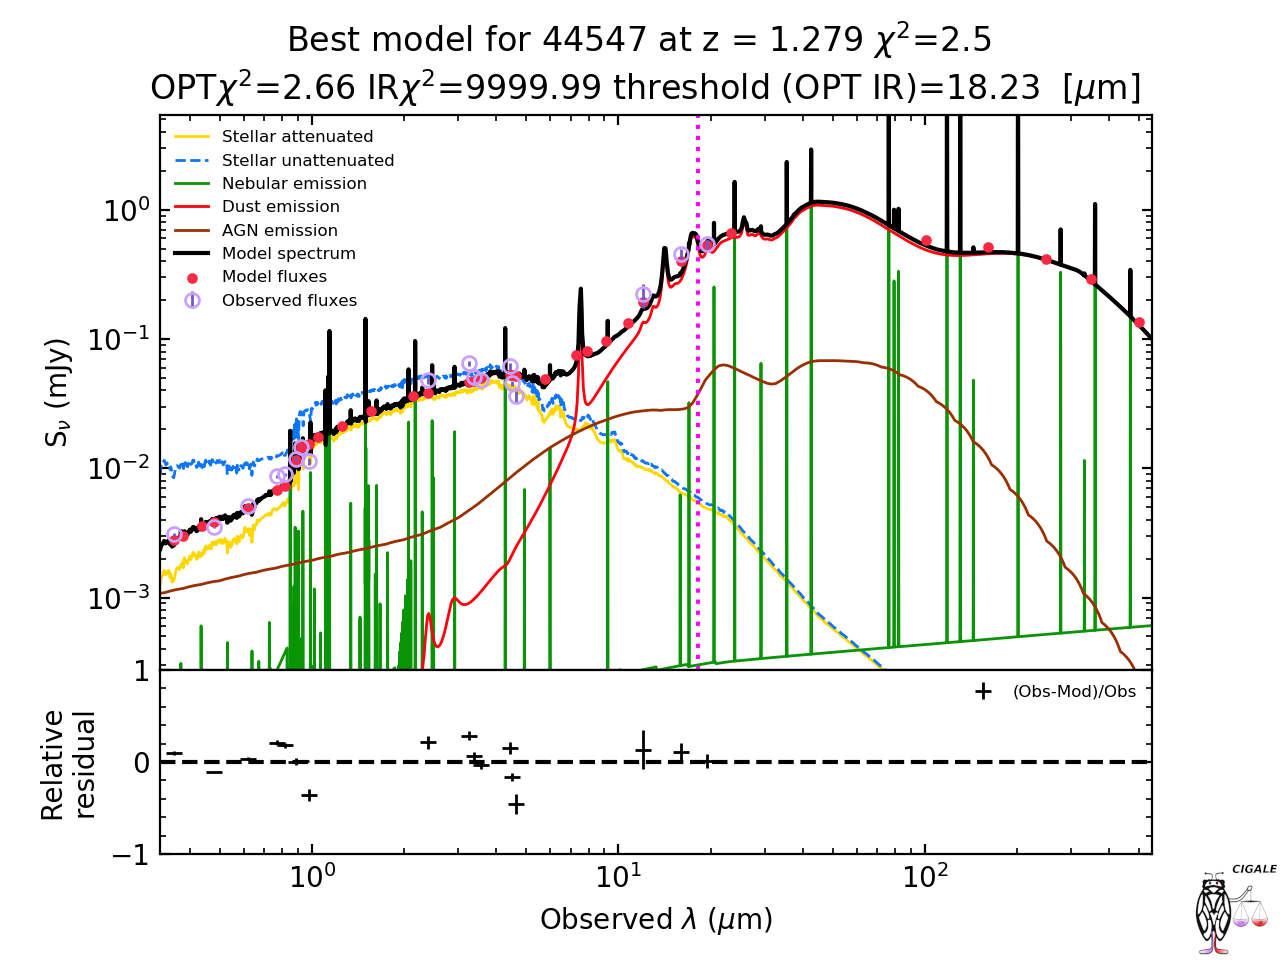 Best model for 44547 at z = 1.279 χ²=2.5
OPTχ²=2.66 IRχ²=9999.99 threshold (OPT IR)=18.23 [μm]
Stellar attenuated
Stellar unattenuated
Nebular emission
Dust emission
AGN emission
Model spectrum
Model fluxes
Observed fluxes
10⁰
10⁻¹
10⁻²
10⁻³
S_ν (mJy)
1
0
−1
Relative
residual
(Obs-Mod)/Obs
10⁰ 10¹ 10²
Observed λ (μm)
CIGALE